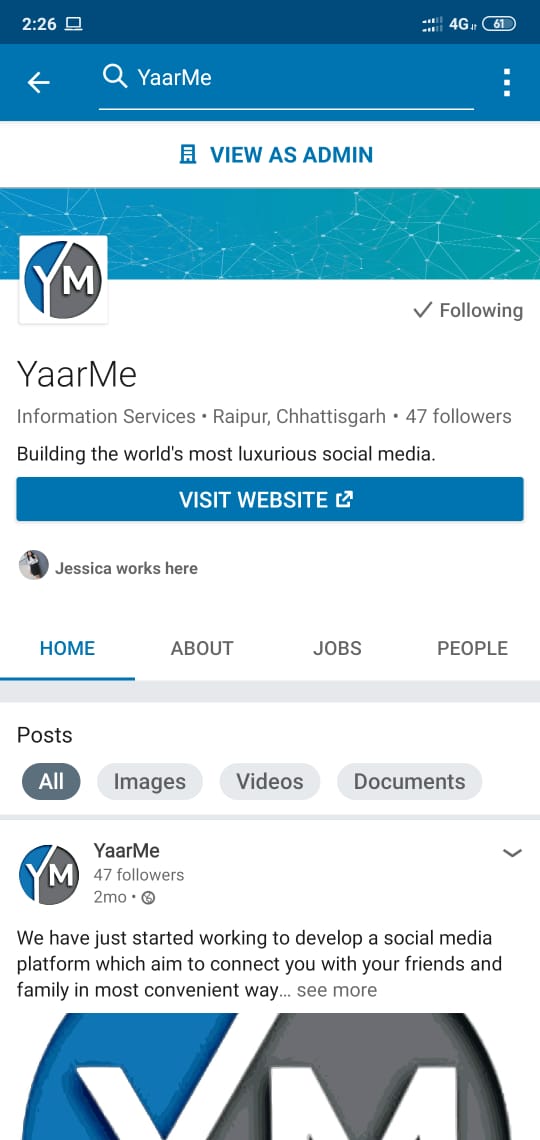 2:26 4G 61
YaarMe
VIEW AS ADMIN
YM
Following
YaarMe
Information Services • Raipur, Chhattisgarh • 47 followers
Building the world's most luxurious social media.
VISIT WEBSITE
Jessica works here
HOME ABOUT JOBS PEOPLE
Posts
All Images Videos Documents
YM
YaarMe
47 followers
2mo •
We have just started working to develop a social media
platform which aim to connect you with your friends and
family in most convenient way... see more
YM